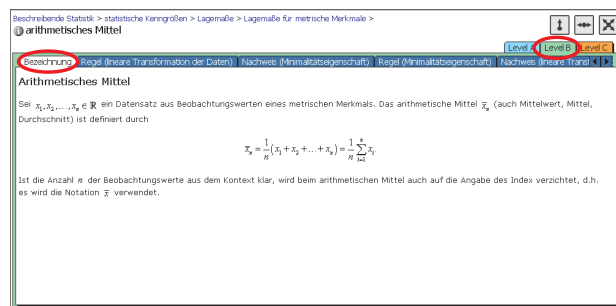 Beschreibende Statistik > statistische Kenngrößen > Lagemaße > Lagemaße für metrische Merkmale >
arithmetisches Mittel
Level A Level B Level C
Bezeichnung Regel (lineare Transformation der Daten) Nachweis (Minimalitätseigenschaft) Regel (Minimalitätseigenschaft) Nachweis (lineare Transf
Arithmetisches Mittel
Sei x₁, x₂, …, xₙ ∈ ℝ ein Datensatz aus Beobachtungswerten eines metrischen Merkmals. Das arithmetische Mittel x̄ₙ (auch Mittelwert, Mittel,
Durchschnitt) ist definiert durch
x̄ₙ = 1/n (x₁ + x₂ + … + xₙ) = 1/n ∑ᵢ₌₁ⁿ xᵢ.
Ist die Anzahl n der Beobachtungswerte aus dem Kontext klar, wird beim arithmetischen Mittel auch auf die Angabe des Index verzichtet, d.h.
es wird die Notation x̄ verwendet.